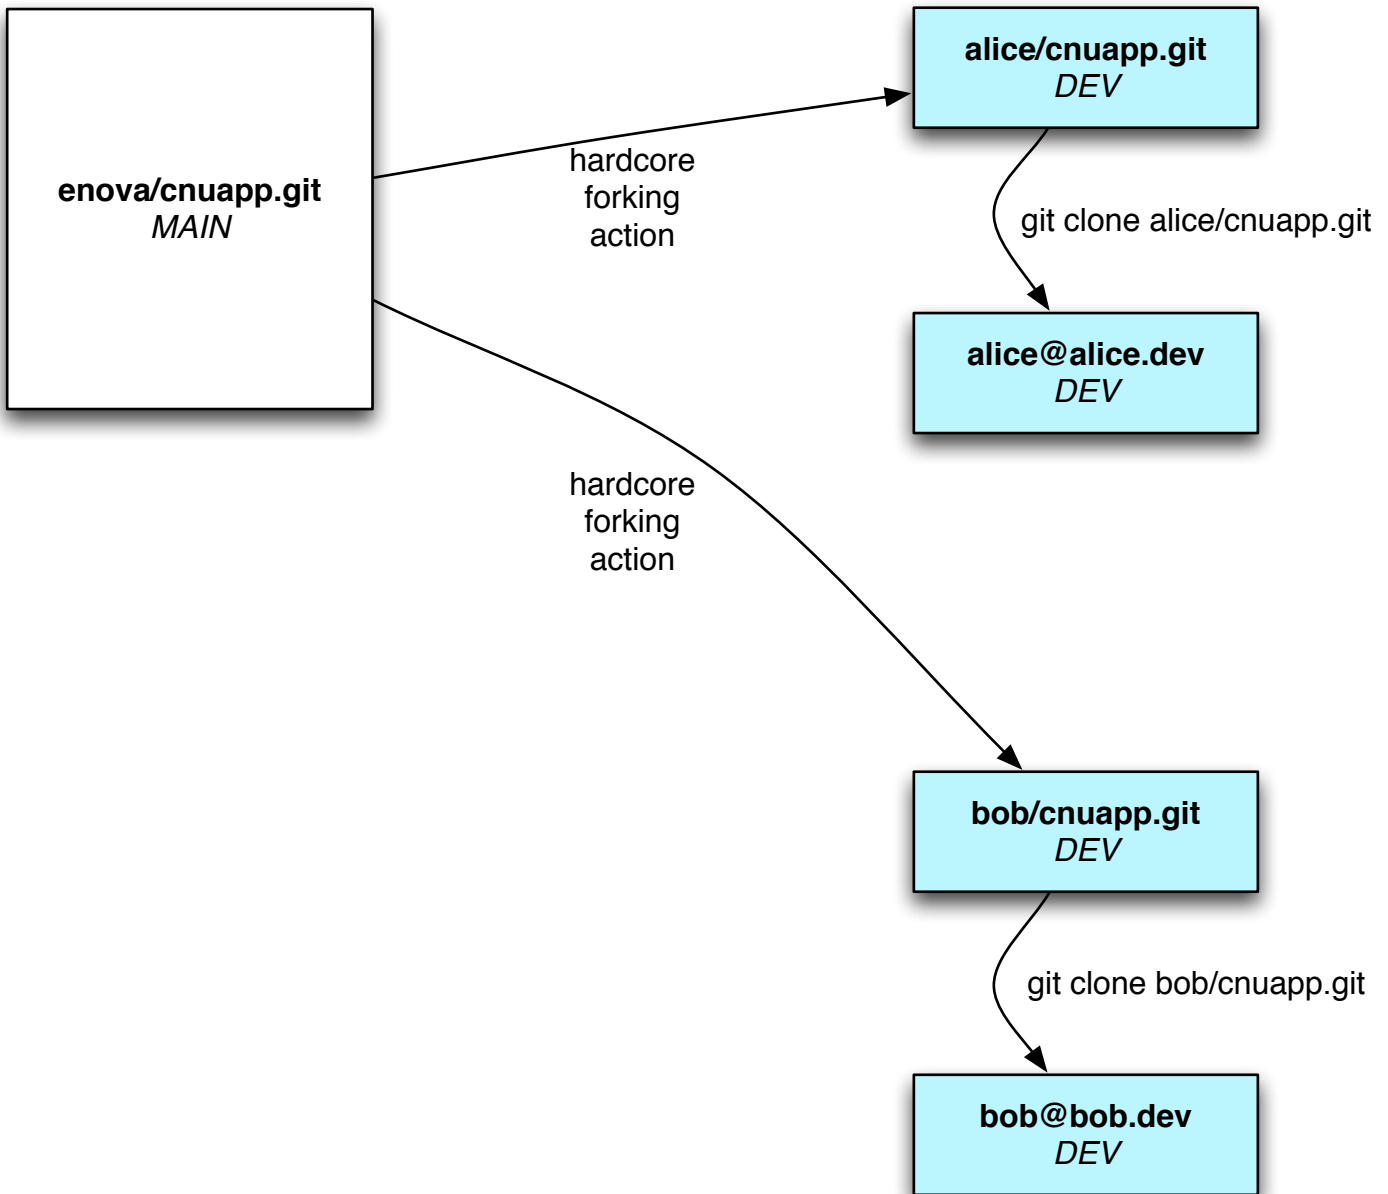 enova/cnuapp.git
MAIN
hardcore
forking
action
alice/cnuapp.git
DEV
git clone alice/cnuapp.git
alice@alice.dev
DEV
hardcore
forking
action
bob/cnuapp.git
DEV
git clone bob/cnuapp.git
bob@bob.dev
DEV